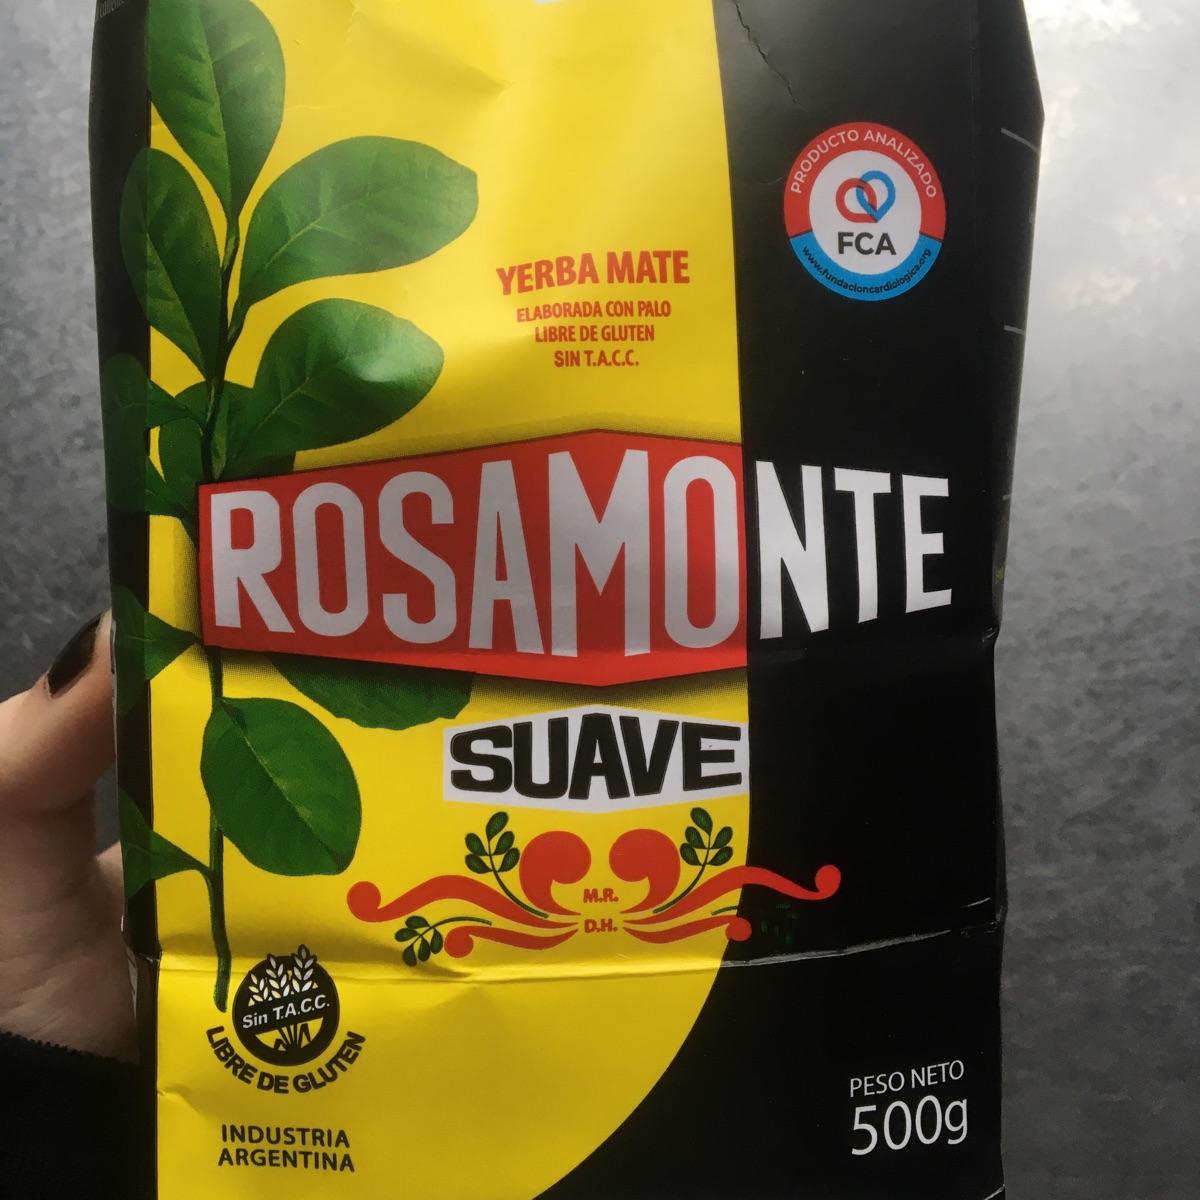 PRODUCTO ANALIZADO
FCA
www.fundacioncardiologica.org
YERBA MATE
ELABORADA CON PALO
LIBRE DE GLUTEN
SIN T.A.C.C.
ROSAMONTE
SUAVE
M.R.
D.H.
Sin T.A.C.C.
LIBRE DE GLUTEN
INDUSTRIA
ARGENTINA
PESO NETO
500g